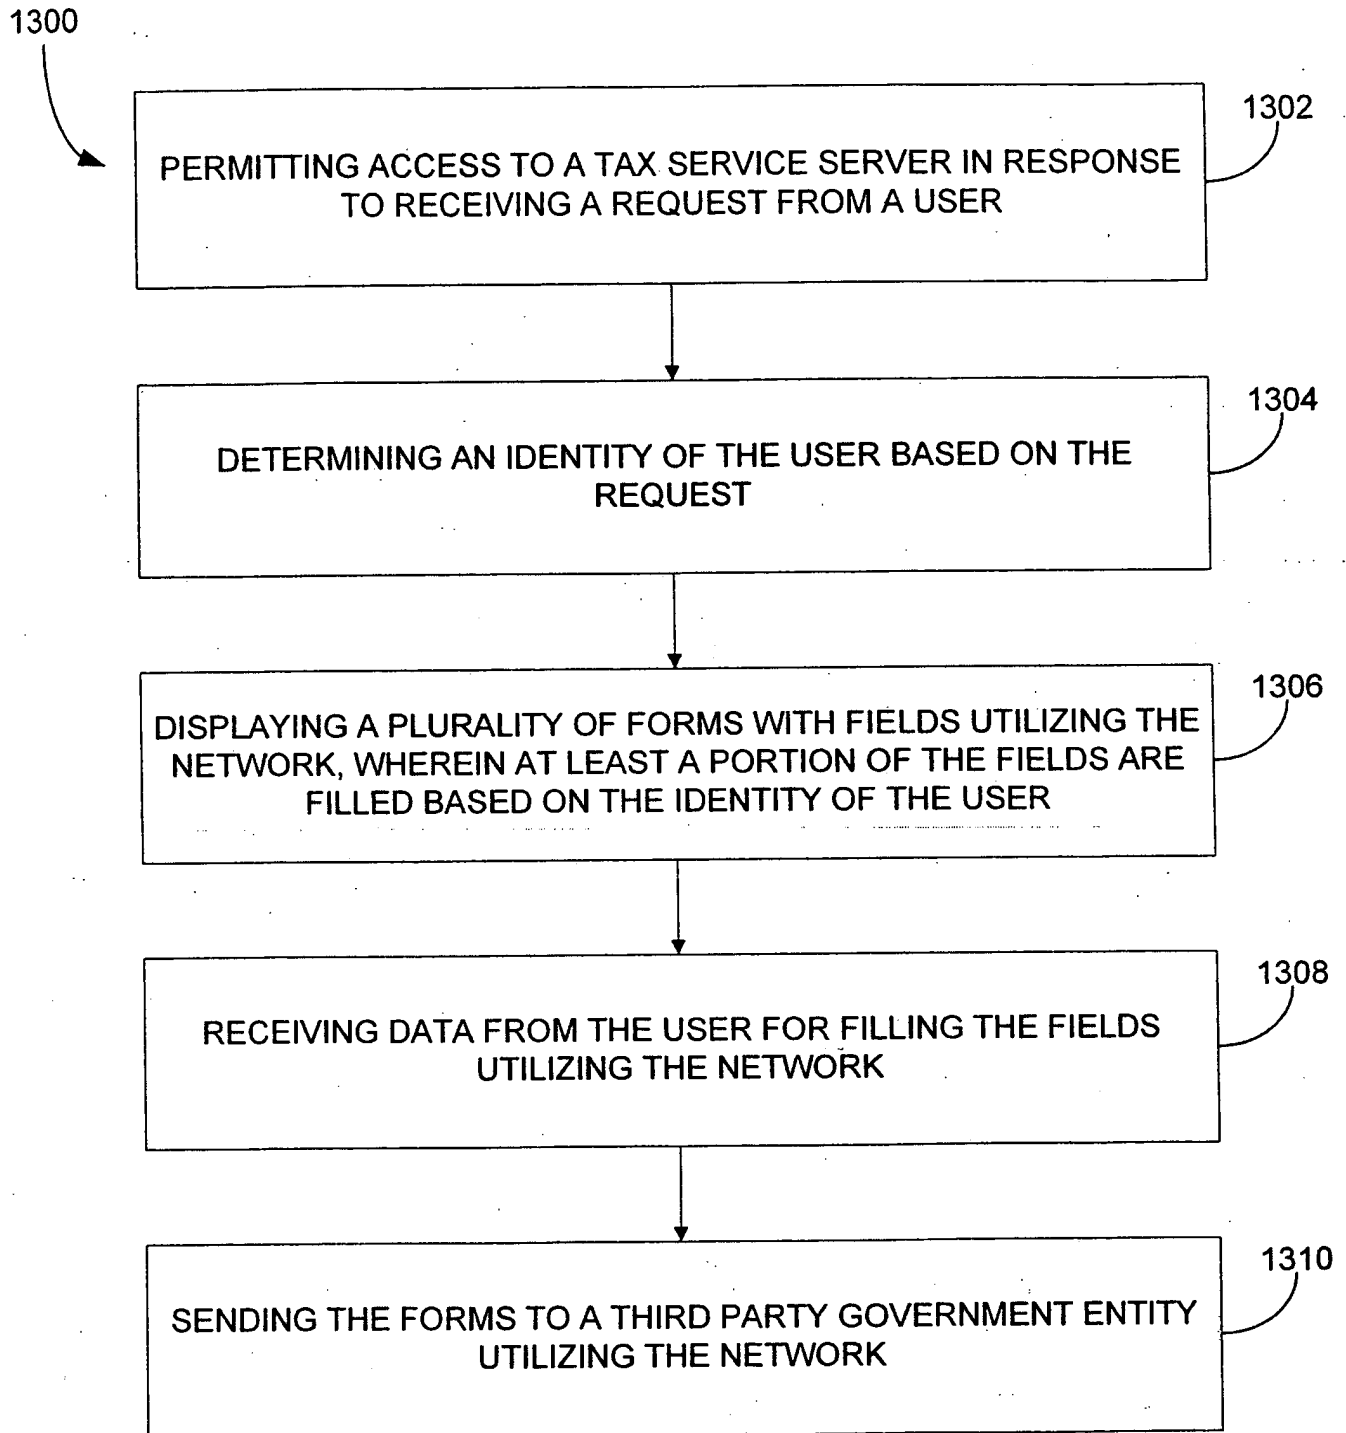 1300
1302
PERMITTING ACCESS TO A TAX SERVICE SERVER IN RESPONSE
TO RECEIVING A REQUEST FROM A USER
1304
DETERMINING AN IDENTITY OF THE USER BASED ON THE
REQUEST
1306
DISPLAYING A PLURALITY OF FORMS WITH FIELDS UTILIZING THE
NETWORK, WHEREIN AT LEAST A PORTION OF THE FIELDS ARE
FILLED BASED ON THE IDENTITY OF THE USER
1308
RECEIVING DATA FROM THE USER FOR FILLING THE FIELDS
UTILIZING THE NETWORK
1310
SENDING THE FORMS TO A THIRD PARTY GOVERNMENT ENTITY
UTILIZING THE NETWORK